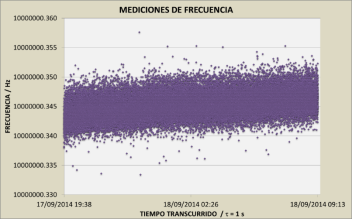 MEDICIONES DE FRECUENCIA
FRECUENCIA / Hz
10000000.360
10000000.355
10000000.350
10000000.345
10000000.340
10000000.335
10000000.330
17/09/2014 19:38 18/09/2014 02:26 18/09/2014 09:13
TIEMPO TRANSCURRIDO / τ = 1 s